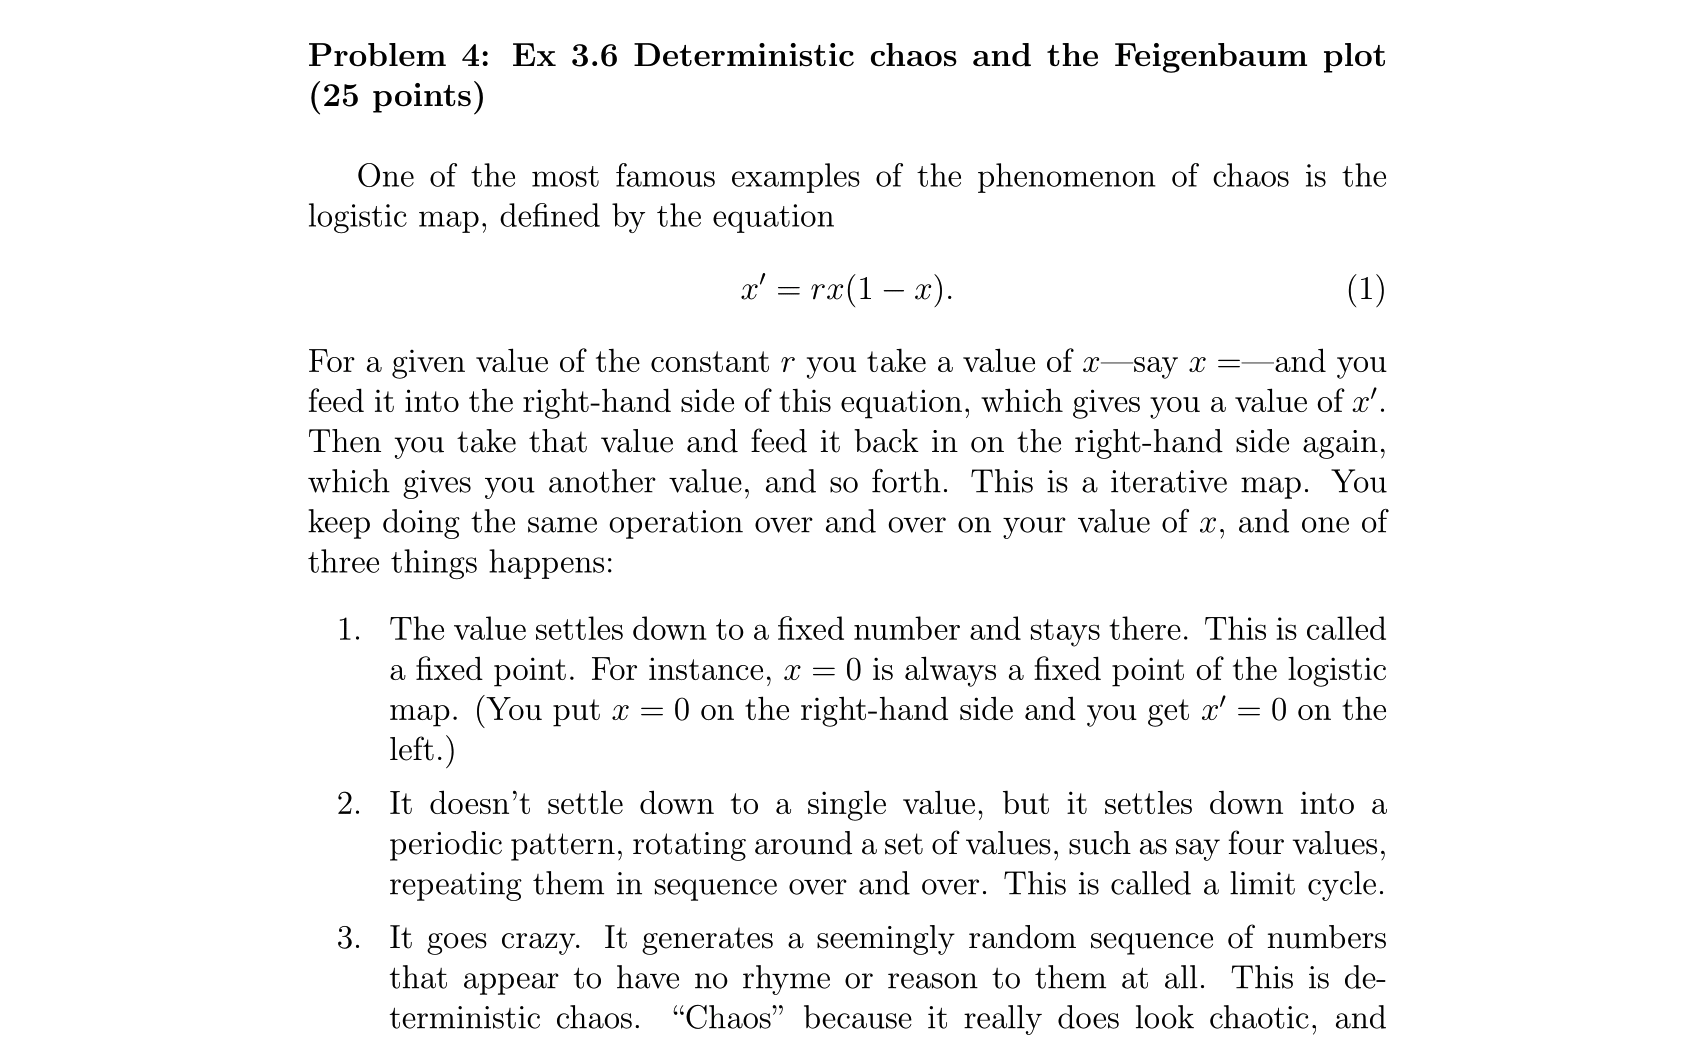 Problem 4: Ex 3.6 Deterministic chaos and the Feigenbaum plot
(25 points)
One of the most famous examples of the phenomenon of chaos is the
logistic map, defined by the equation
x′ = rx(1 − x). (1)
For a given value of the constant r you take a value of x—say x =—and you
feed it into the right-hand side of this equation, which gives you a value of x′.
Then you take that value and feed it back in on the right-hand side again,
which gives you another value, and so forth. This is a iterative map. You
keep doing the same operation over and over on your value of x, and one of
three things happens:
1. The value settles down to a fixed number and stays there. This is called
a fixed point. For instance, x = 0 is always a fixed point of the logistic
map. (You put x = 0 on the right-hand side and you get x′ = 0 on the
left.)
2. It doesn’t settle down to a single value, but it settles down into a
periodic pattern, rotating around a set of values, such as say four values,
repeating them in sequence over and over. This is called a limit cycle.
3. It goes crazy. It generates a seemingly random sequence of numbers
that appear to have no rhyme or reason to them at all. This is de-
terministic chaos. “Chaos” because it really does look chaotic, and